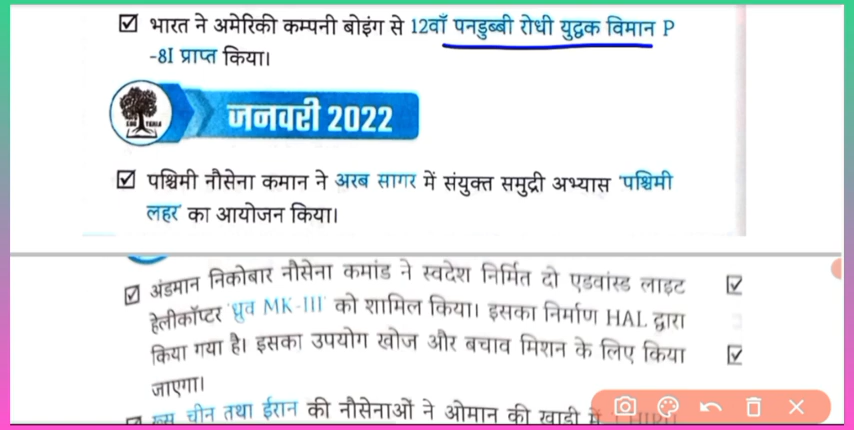 भारत ने अमेरिकी कम्पनी बोइंग से 12वाँ पनडुब्बी रोधी युद्धक विमान P
-8I प्राप्त किया।
जनवरी 2022
पश्चिमी नौसेना कमान ने अरब सागर में संयुक्त समुद्री अभ्यास 'पश्चिमी
लहर' का आयोजन किया।
अंडमान निकोबार नौसेना कमांड ने स्वदेश निर्मित दो एडवांस्ड लाइट
हेलीकॉप्टर 'ध्रुव MK-III' को शामिल किया। इसका निर्माण HAL द्वारा
किया गया है। इसका उपयोग खोज और बचाव मिशन के लिए किया
जाएगा।
रूस चीन तथा ईरान की नौसेनाओं ने ओमान की खाड़ी में